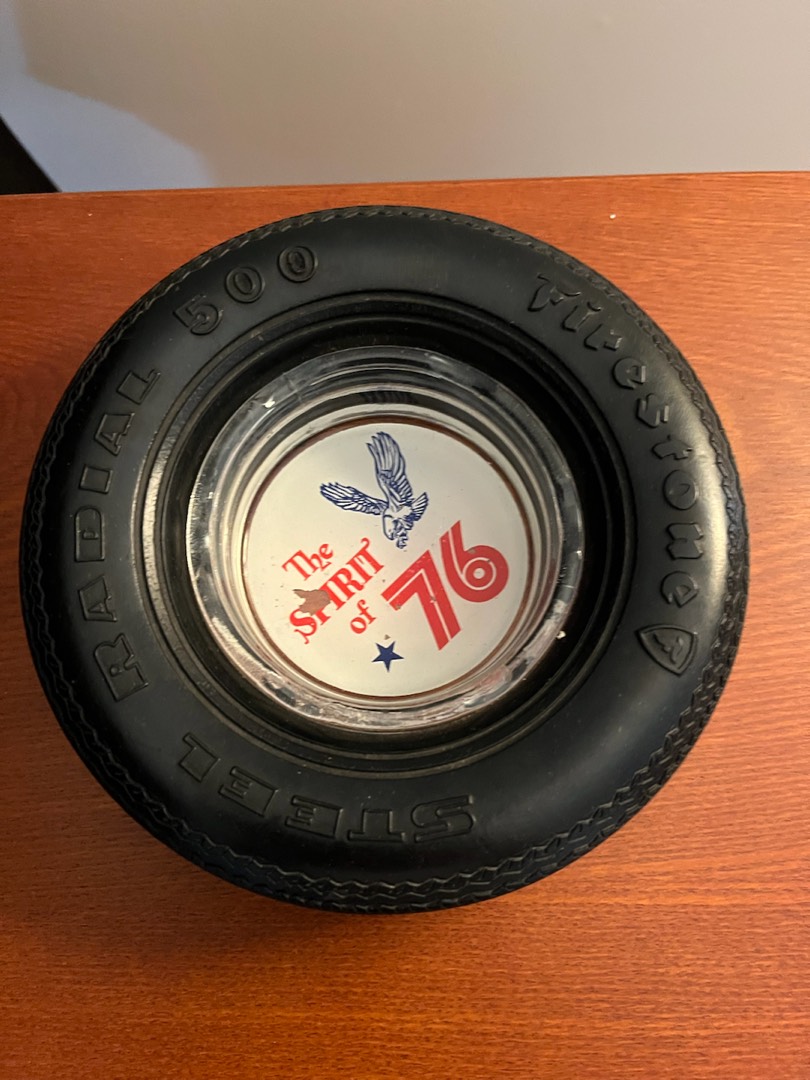 Firestone F
STEEL RADIAL 500
The
SPIRIT
of
76